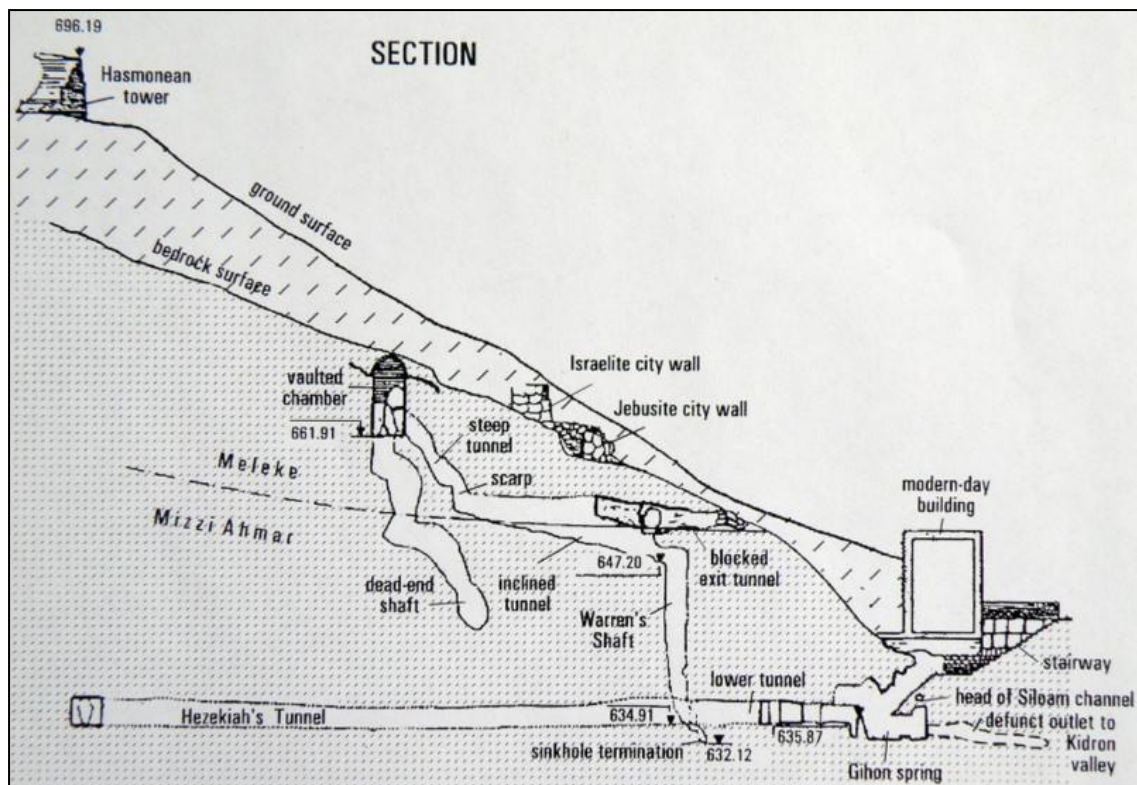 696.19
SECTION
Hasmonean
tower
ground surface
bedrock surface
Israelite city wall
vaulted
chamber
Jebusite city wall
661.91
steep
tunnel
scarp
Meleke
Mizzi Ahmar
modern-day
building
647.20
blocked
exit tunnel
dead-end
shaft
inclined
tunnel
Warren's
Shaft
stairway
lower tunnel
head of Siloam channel
Hezekiah's Tunnel
634.91
635.87
defunct outlet to
Kidron
valley
sinkhole termination
632.12
Gihon spring